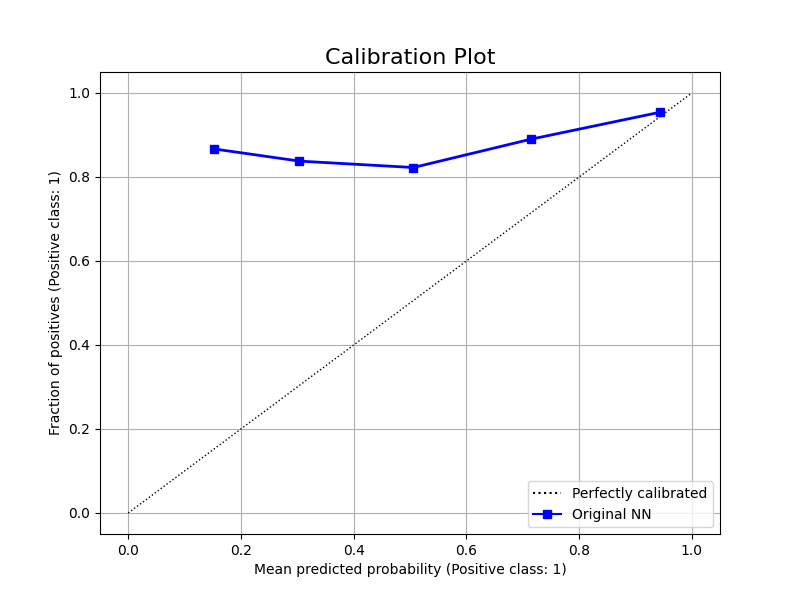 Calibration Plot
Fraction of positives (Positive class: 1)
1.0
0.8
0.6
0.4
0.2
0.0
0.0 0.2 0.4 0.6 0.8 1.0
Mean predicted probability (Positive class: 1)
Perfectly calibrated
Original NN